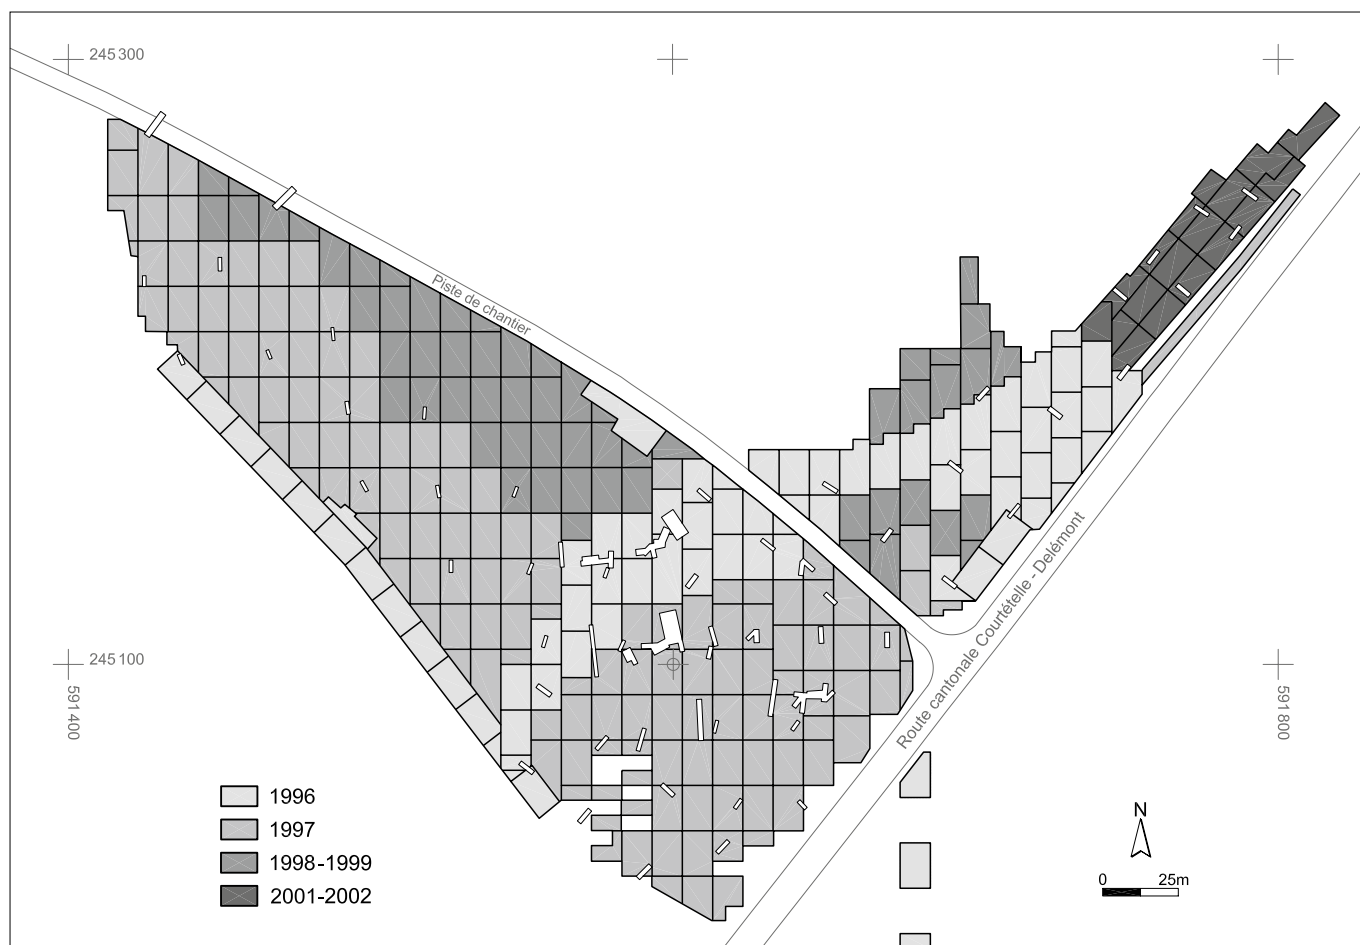 245 300
Piste de chantier
245 100
591 400
591 800
Route cantonale Courtételle - Delémont
1996
1997
1998-1999
2001-2002
N
0 25m